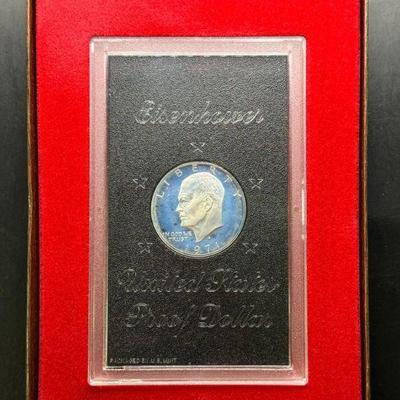 Eisenhower
LIBERTY
IN GOD WE
TRUST
1971
United States
Proof Dollar
PACKAGED BY U.S. MINT